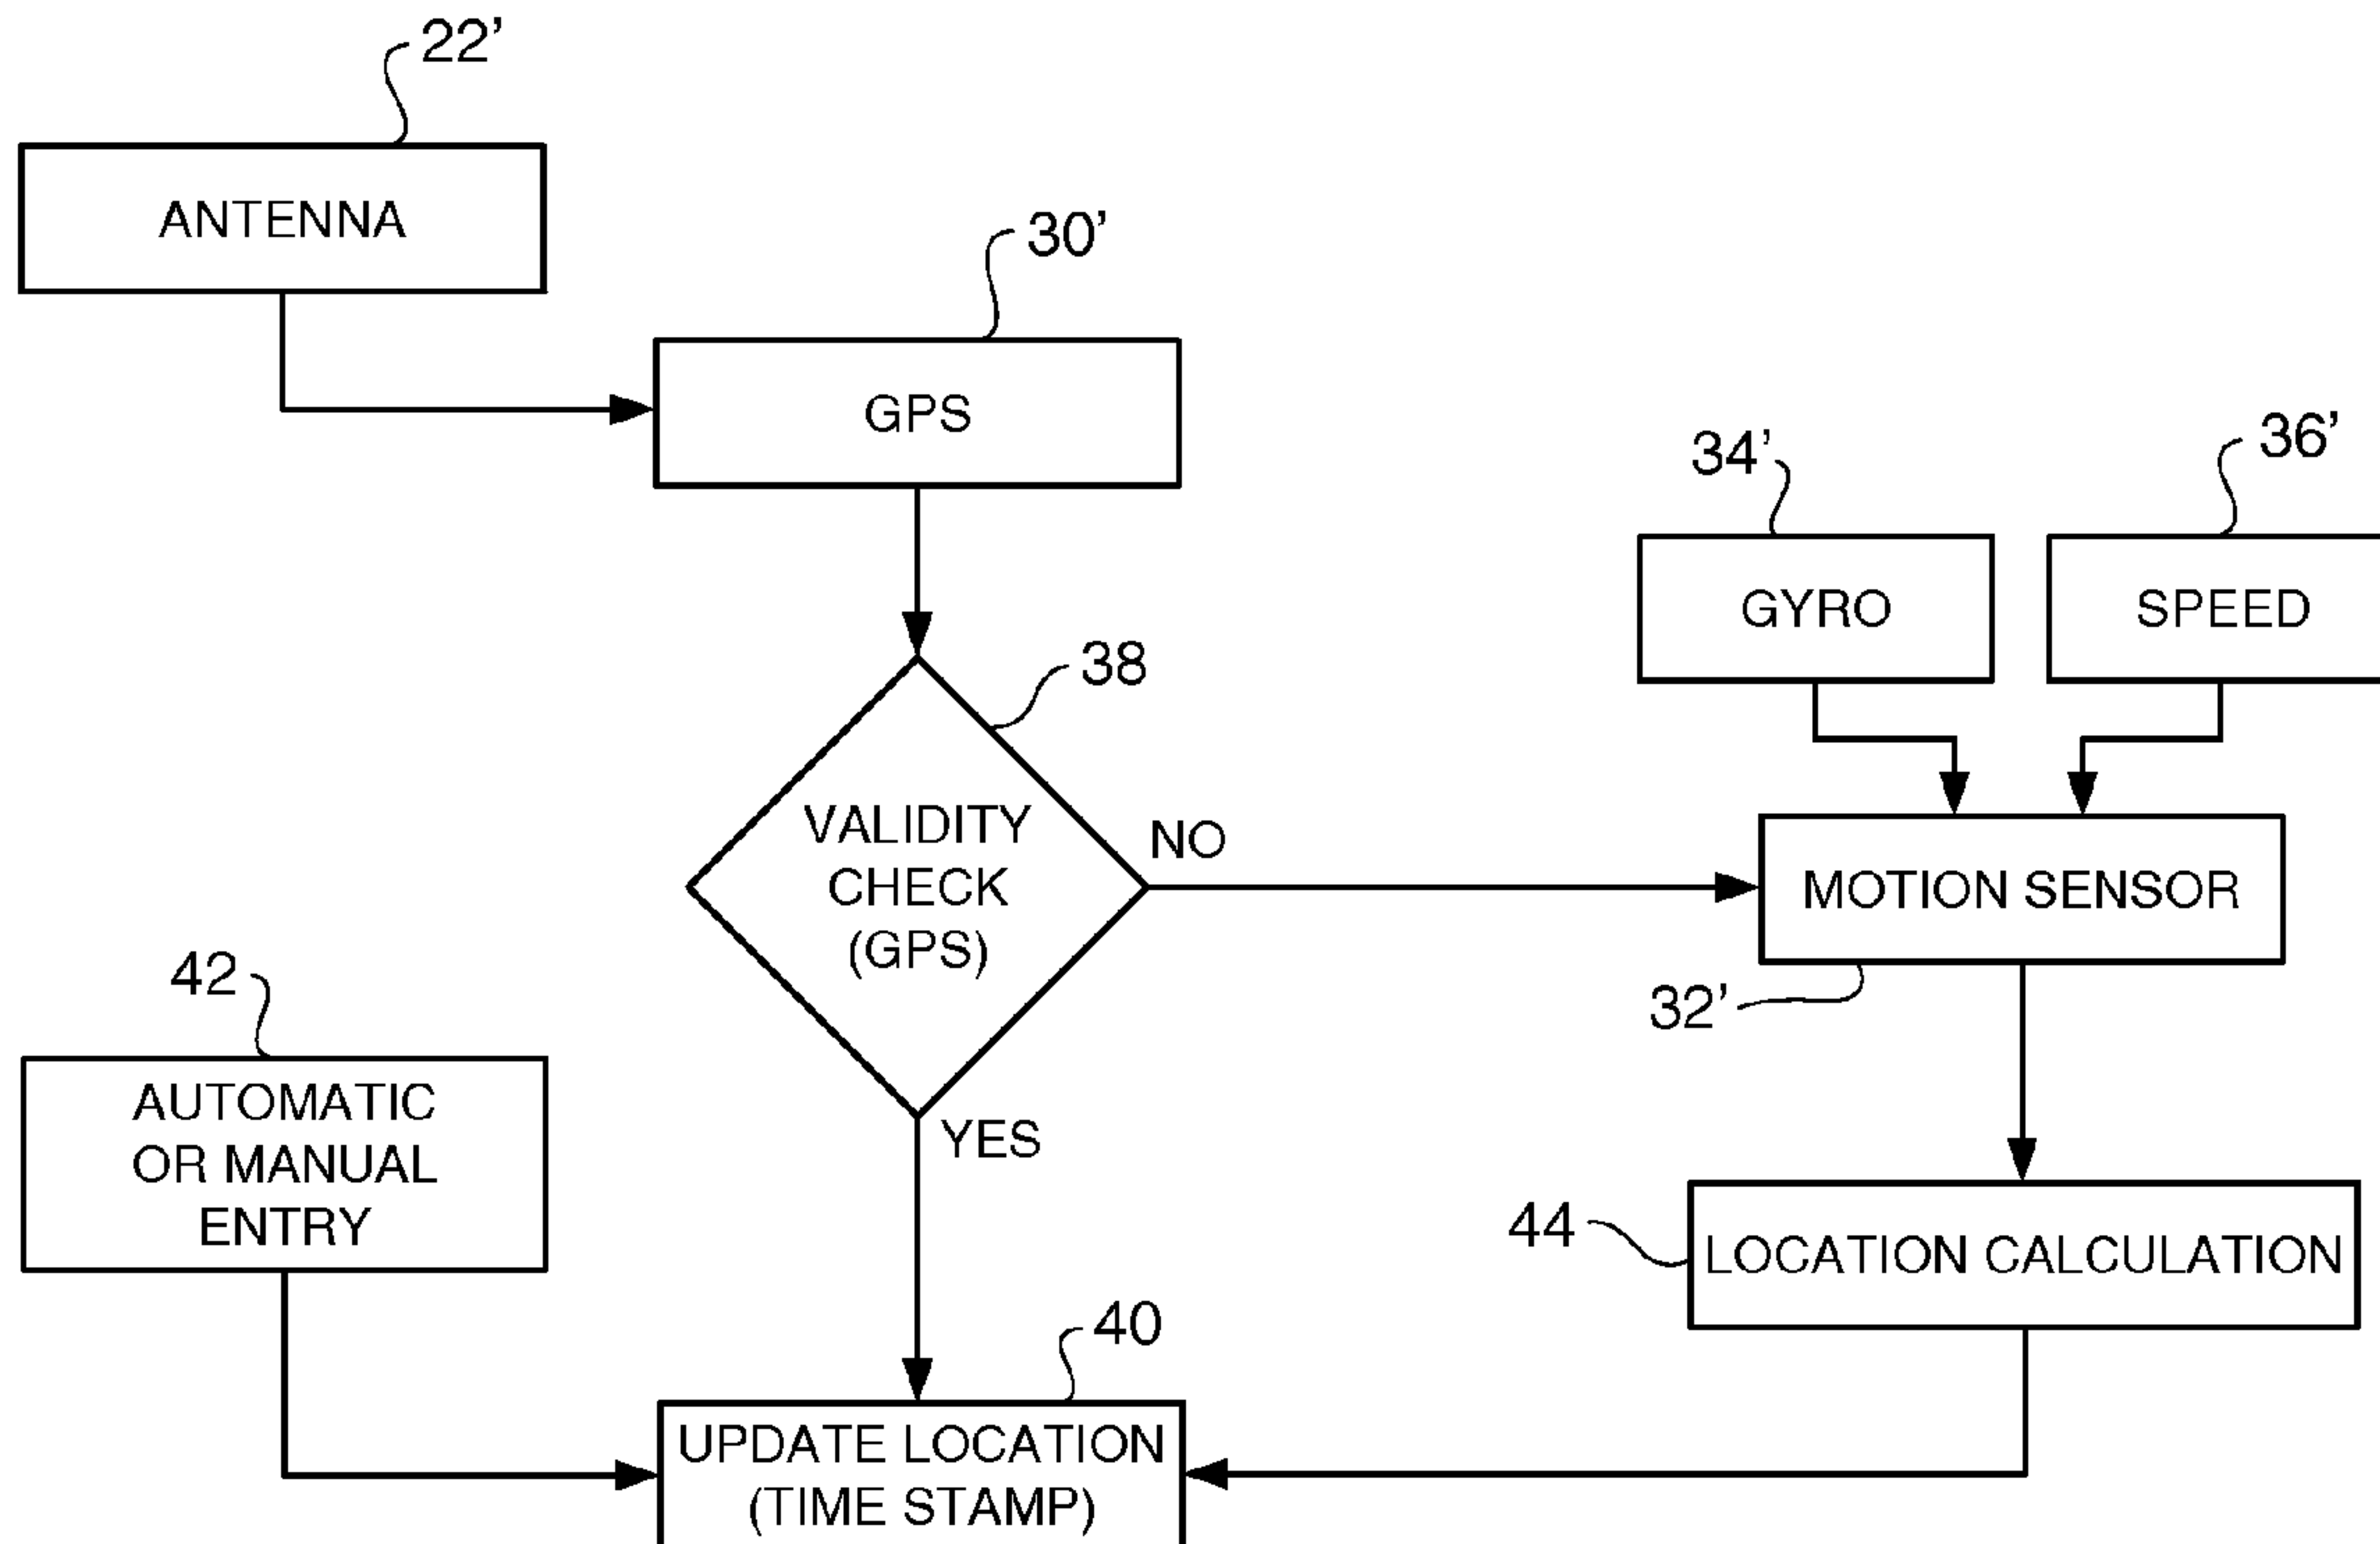 22’
ANTENNA
30’
GPS
34’
36’
GYRO
SPEED
38
VALIDITY
CHECK
(GPS)
NO
MOTION SENSOR
32’
42
AUTOMATIC
OR MANUAL
ENTRY
YES
44
LOCATION CALCULATION
40
UPDATE LOCATION
(TIME STAMP)